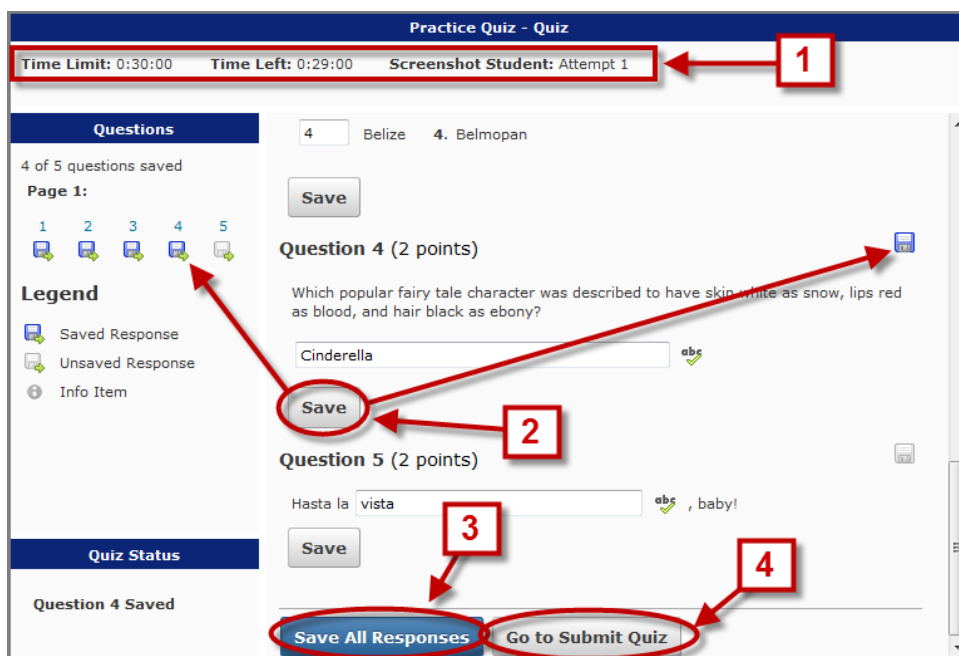 Practice Quiz - Quiz
Time Limit: 0:30:00 Time Left: 0:29:00 Screenshot Student: Attempt 1
1
Questions
4 of 5 questions saved
Page 1:
1 2 3 4 5
Legend
Saved Response
Unsaved Response
Info Item
Quiz Status
Question 4 Saved
4 Belize 4. Belmopan
Save
Question 4 (2 points)
Which popular fairy tale character was described to have skin white as snow, lips red
as blood, and hair black as ebony?
Cinderella abc
Save
2
Question 5 (2 points)
Hasta la vista abc , baby!
Save
3
4
Save All Responses Go to Submit Quiz